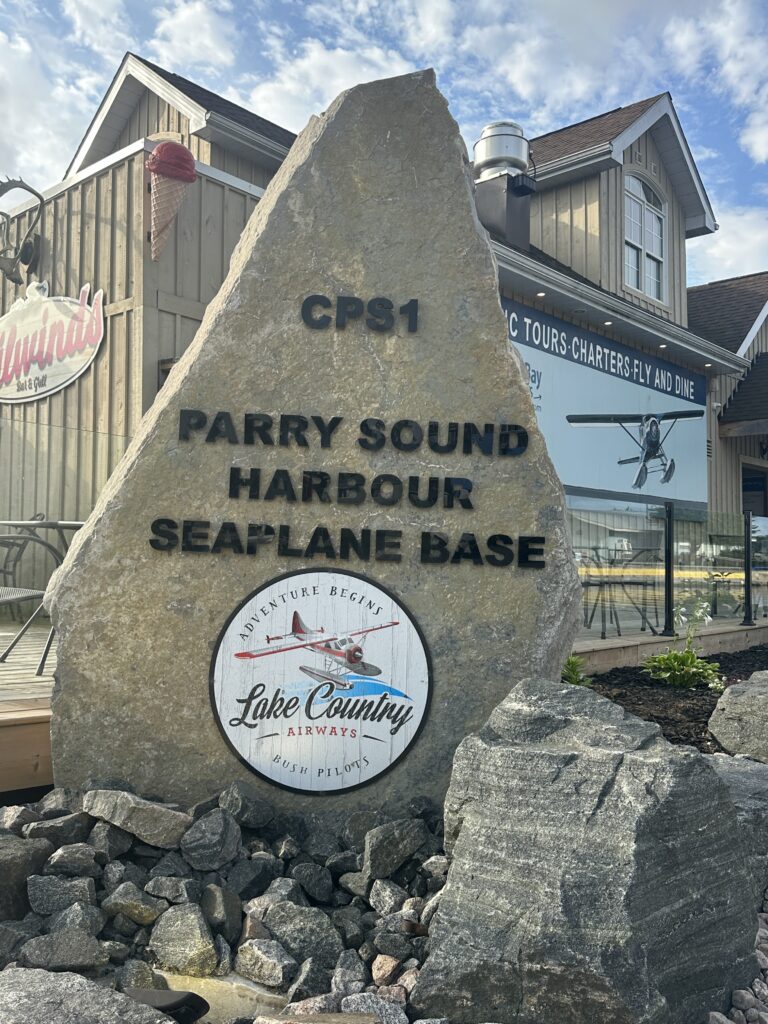 CPS1
PARRY SOUND
HARBOUR
SEAPLANE BASE
ADVENTURE BEGINS
Lake Country
AIRWAYS
BUSH PILOTS
Bar & Grill
TOURS·CHARTERS·FLY AND DINE
Bay